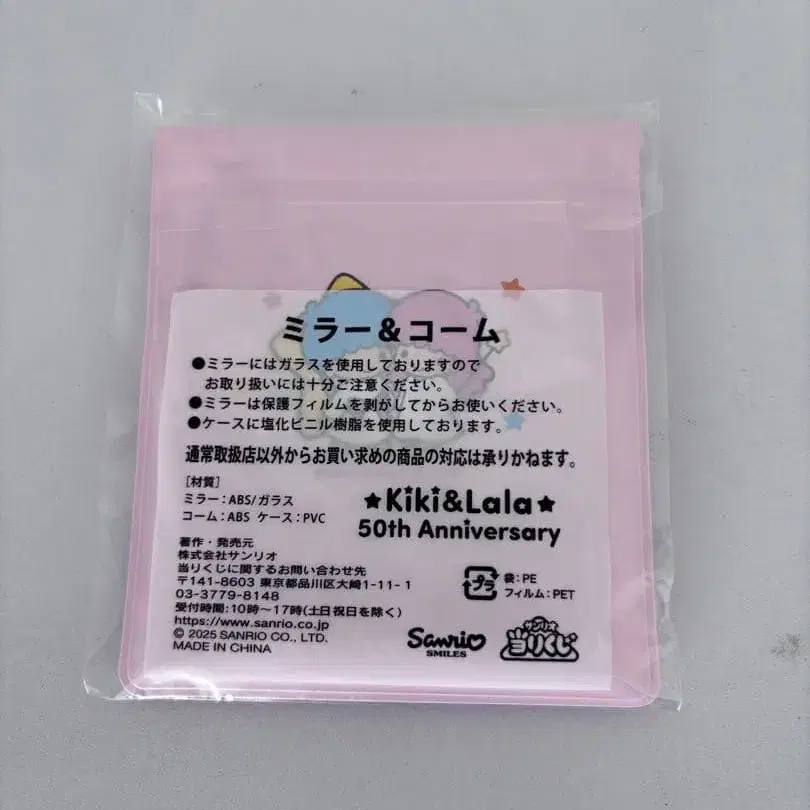 ミラー&コーム
●ミラーにはガラスを使用しておりますので
お取り扱いには十分ご注意ください。
●ミラーは保護フィルムを剥がしてからお使いください。
●ケースに塩化ビニル樹脂を使用しております。
通常取扱店以外からお買い求めの商品の対応は承りかねます。
[材質]
ミラー:ABS/ガラス
コーム:ABS ケース:PVC
★Kiki&Lala★
50th Anniversary
著作・発売元
株式会社サンリオ
当りくじに関するお問い合わせ先
〒141-8603 東京都品川区大崎1-11-1
03-3779-8148
受付時間:10時〜17時(土日祝日を除く)
https://www.sanrio.co.jp
© 2025 SANRIO CO., LTD.
MADE IN CHINA
プラ
袋:PE
フィルム:PET
Sanrio
SMILES
サンリオ
当りくじ